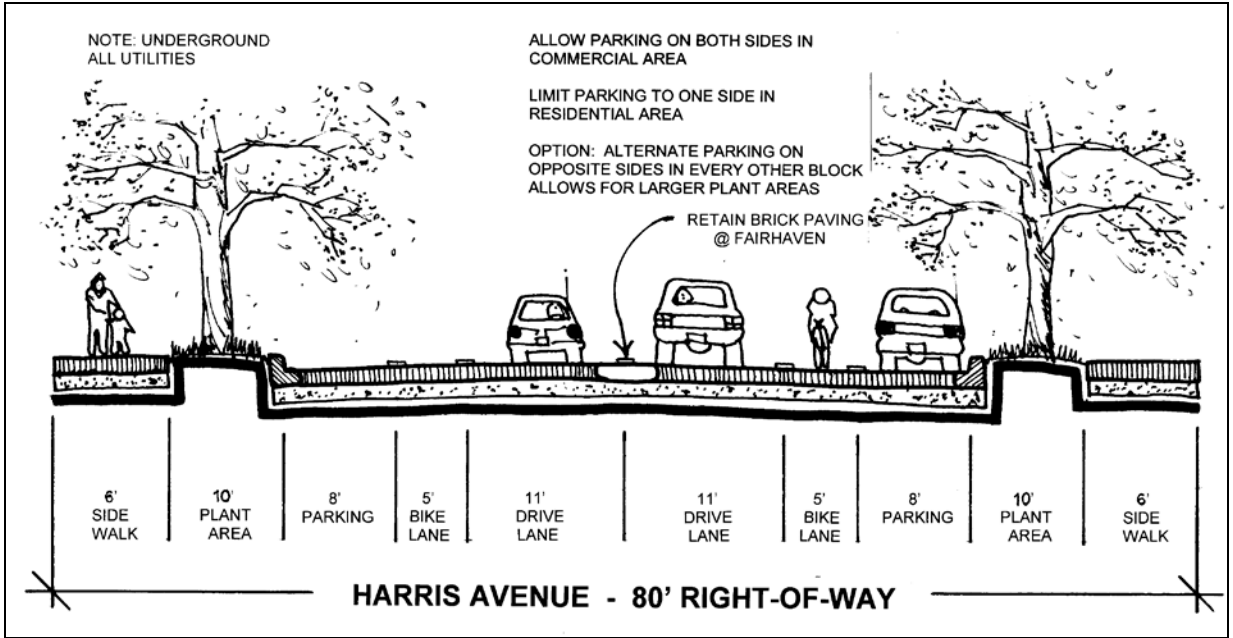 NOTE: UNDERGROUND
ALL UTILITIES
ALLOW PARKING ON BOTH SIDES IN
COMMERCIAL AREA
LIMIT PARKING TO ONE SIDE IN
RESIDENTIAL AREA
OPTION: ALTERNATE PARKING ON
OPPOSITE SIDES IN EVERY OTHER BLOCK
ALLOWS FOR LARGER PLANT AREAS
RETAIN BRICK PAVING
@ FAIRHAVEN
6'
SIDE
WALK
10'
PLANT
AREA
8'
PARKING
5'
BIKE
LANE
11'
DRIVE
LANE
11'
DRIVE
LANE
5'
BIKE
LANE
8'
PARKING
10'
PLANT
AREA
6'
SIDE
WALK
HARRIS AVENUE - 80' RIGHT-OF-WAY